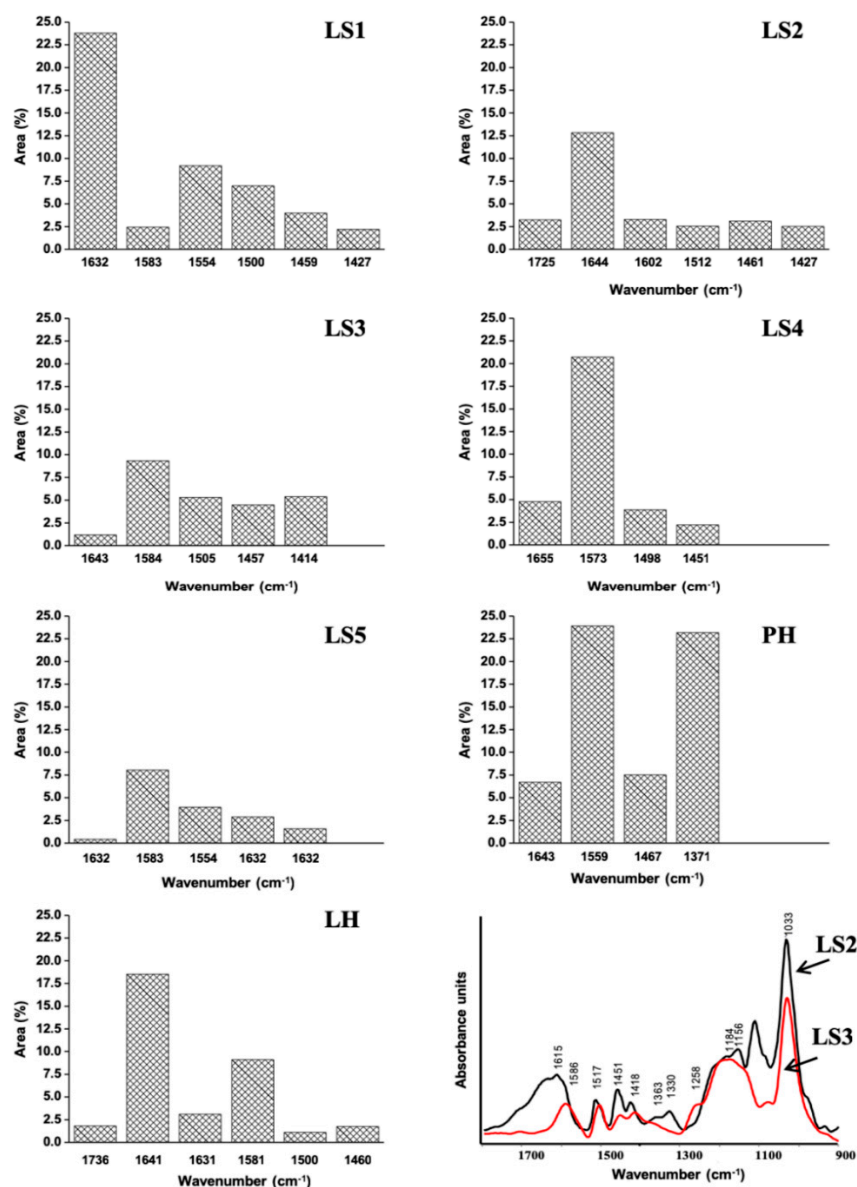 LS1
25.0
22.5
20.0
17.5
15.0
12.5
10.0
7.5
5.0
2.5
0.0
Area (%)
1632 1583 1554 1500 1459 1427
LS2
25.0
22.5
20.0
17.5
15.0
12.5
10.0
7.5
5.0
2.5
0.0
Area (%)
1725 1644 1602 1512 1461 1427
Wavenumber (cm⁻¹)
LS3
25.0
22.5
20.0
17.5
15.0
12.5
10.0
7.5
5.0
2.5
0.0
Area (%)
1643 1584 1505 1457 1414
Wavenumber (cm⁻¹)
LS4
25.0
22.5
20.0
17.5
15.0
12.5
10.0
7.5
5.0
2.5
0.0
Area (%)
1655 1573 1498 1451
Wavenumber (cm⁻¹)
LS5
25.0
22.5
20.0
17.5
15.0
12.5
10.0
7.5
5.0
2.5
0.0
Area (%)
1632 1583 1554 1632 1632
Wavenumber (cm⁻¹)
PH
25.0
22.5
20.0
17.5
15.0
12.5
10.0
7.5
5.0
2.5
0.0
Area (%)
1643 1559 1467 1371
Wavenumber (cm⁻¹)
LH
25.0
22.5
20.0
17.5
15.0
12.5
10.0
7.5
5.0
2.5
0.0
Area (%)
1736 1641 1631 1581 1500 1460
Wavenumber (cm⁻¹)
Absorbance units
1615
1586
1517
1451
1418
1363
1330
1258
1184
1156
1033
LS2
LS3
1700 1500 1300 1100 900
Wavenumber (cm⁻¹)